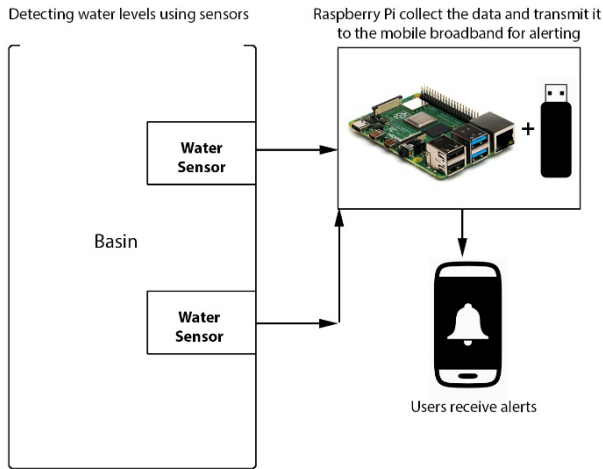 Detecting water levels using sensors
Raspberry Pi collect the data and transmit it
to the mobile broadband for alerting
Water
Sensor
+
Basin
Water
Sensor
Users receive alerts